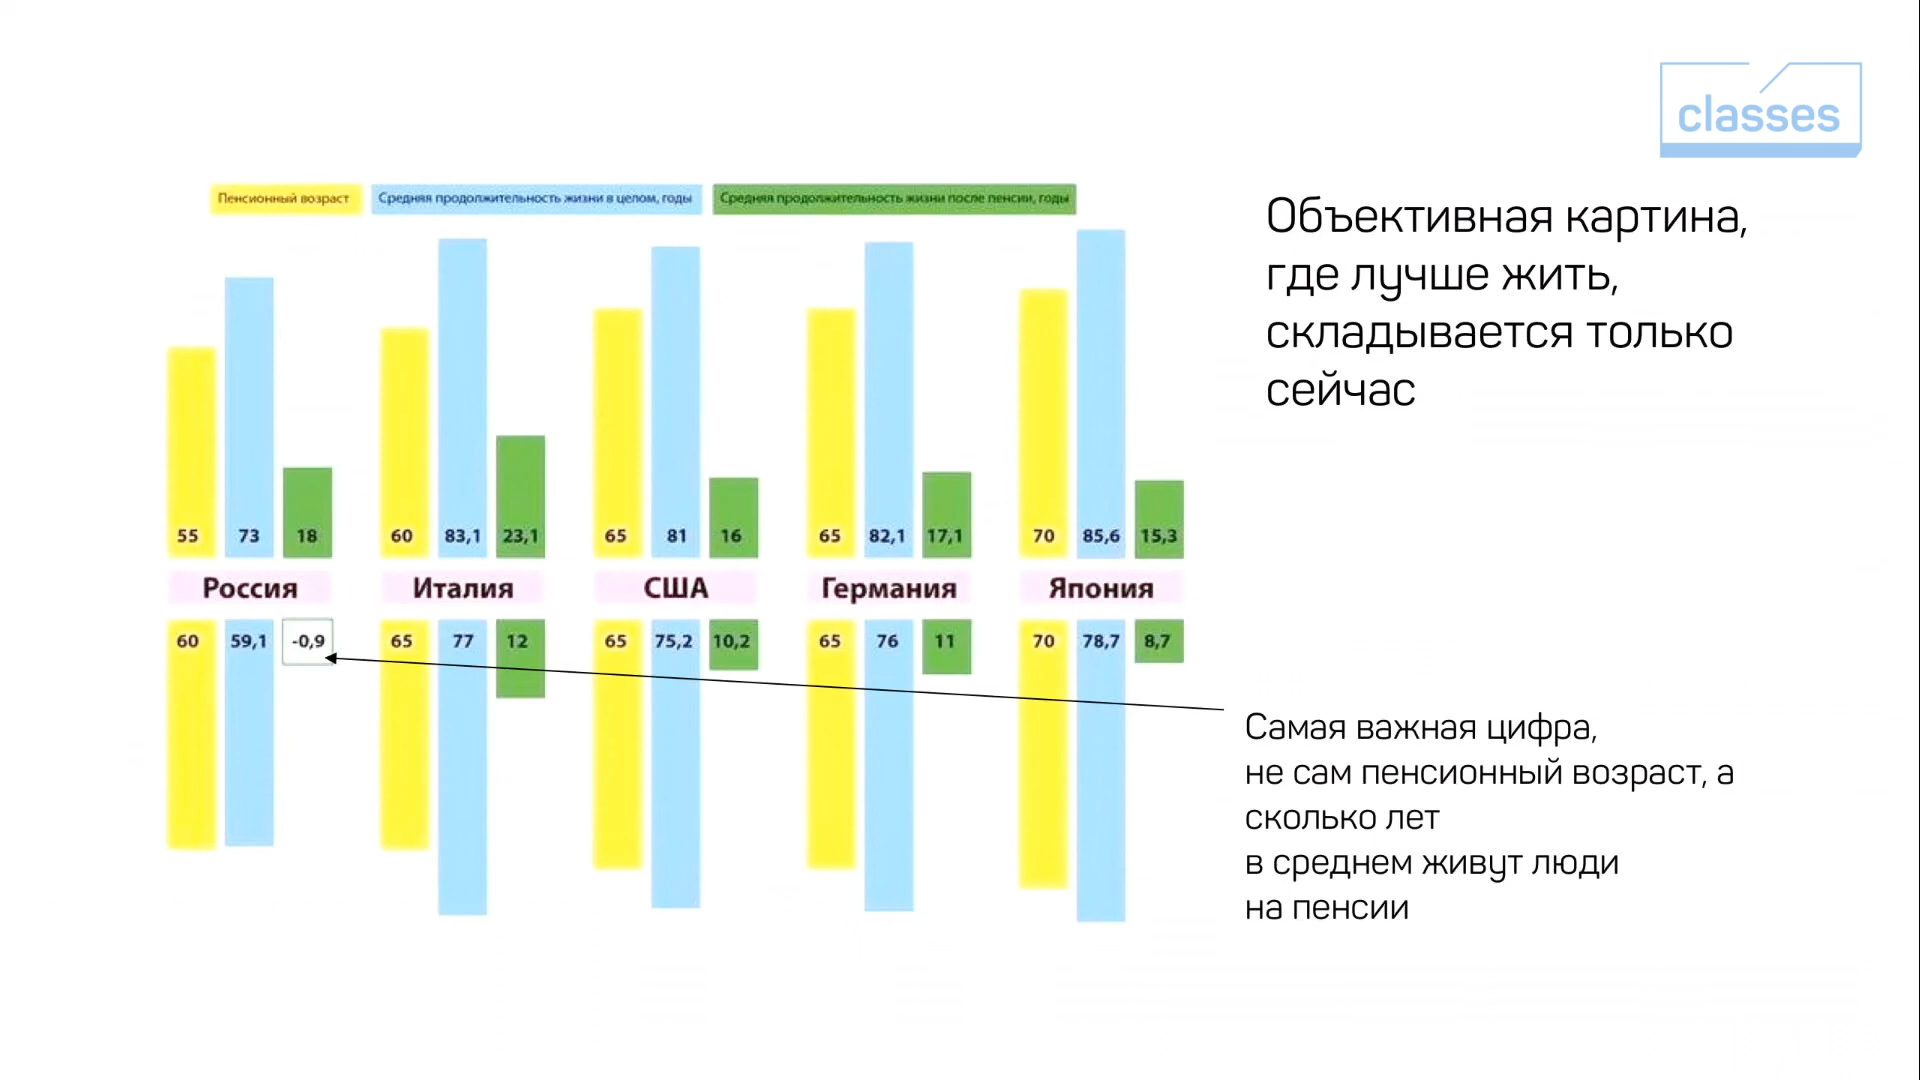 classes
Пенсионный возраст
Средняя продолжительность жизни в целом, годы
Средняя продолжительность жизни после пенсии, годы
Объективная картина,
где лучше жить,
складывается только
сейчас
55 73 18 60 83,1 23,1 65 81 16 65 82,1 17,1 70 85,6 15,3
Россия Италия США Германия Япония
60 59,1 -0,9 65 77 12 65 75,2 10,2 65 76 11 70 78,7 8,7
Самая важная цифра,
не сам пенсионный возраст, а
сколько лет
в среднем живут люди
на пенсии